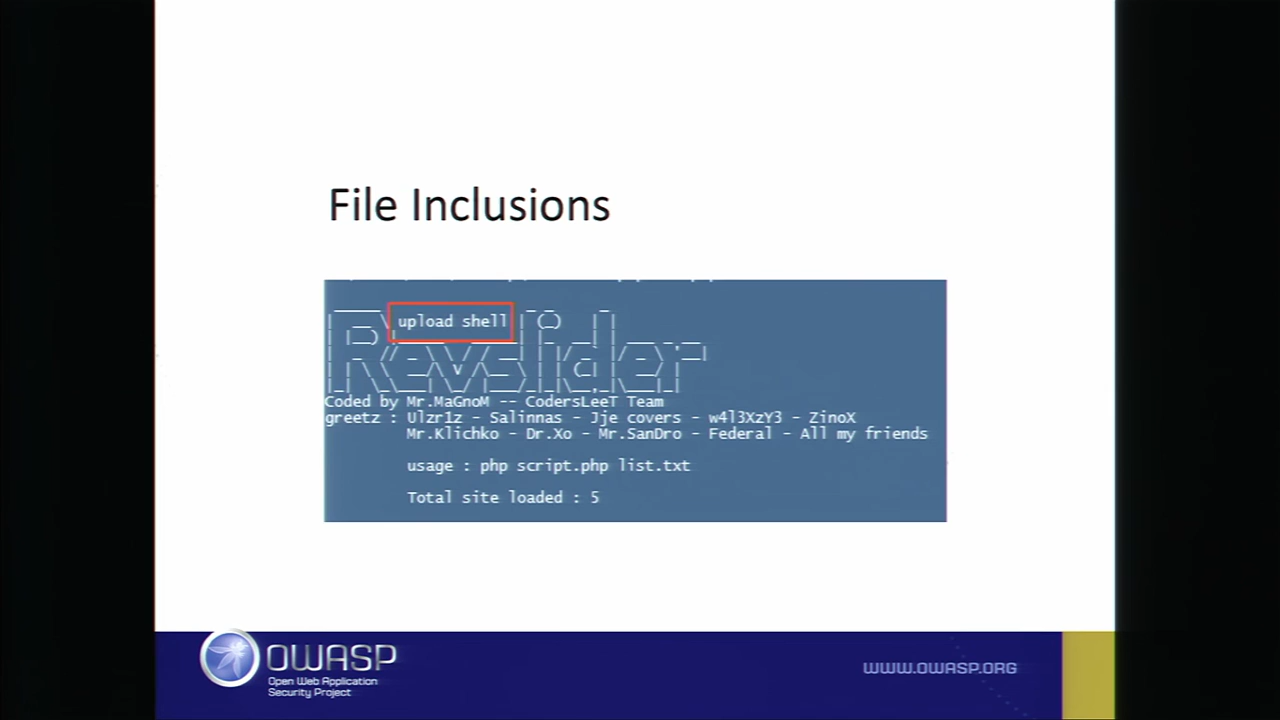 File Inclusions
upload shell
Revslider
Coded by Mr.MaGnoM -- CodersLeeT Team
greetz : Ulzr1z - Salinnas - Jje covers - w4l3XzY3 - ZinoX
Mr.Klichko - Dr.Xo - Mr.SanDro - Federal - All my friends
usage : php script.php list.txt
Total site loaded : 5
OWASP
Open Web Application
Security Project
WWW.OWASP.ORG